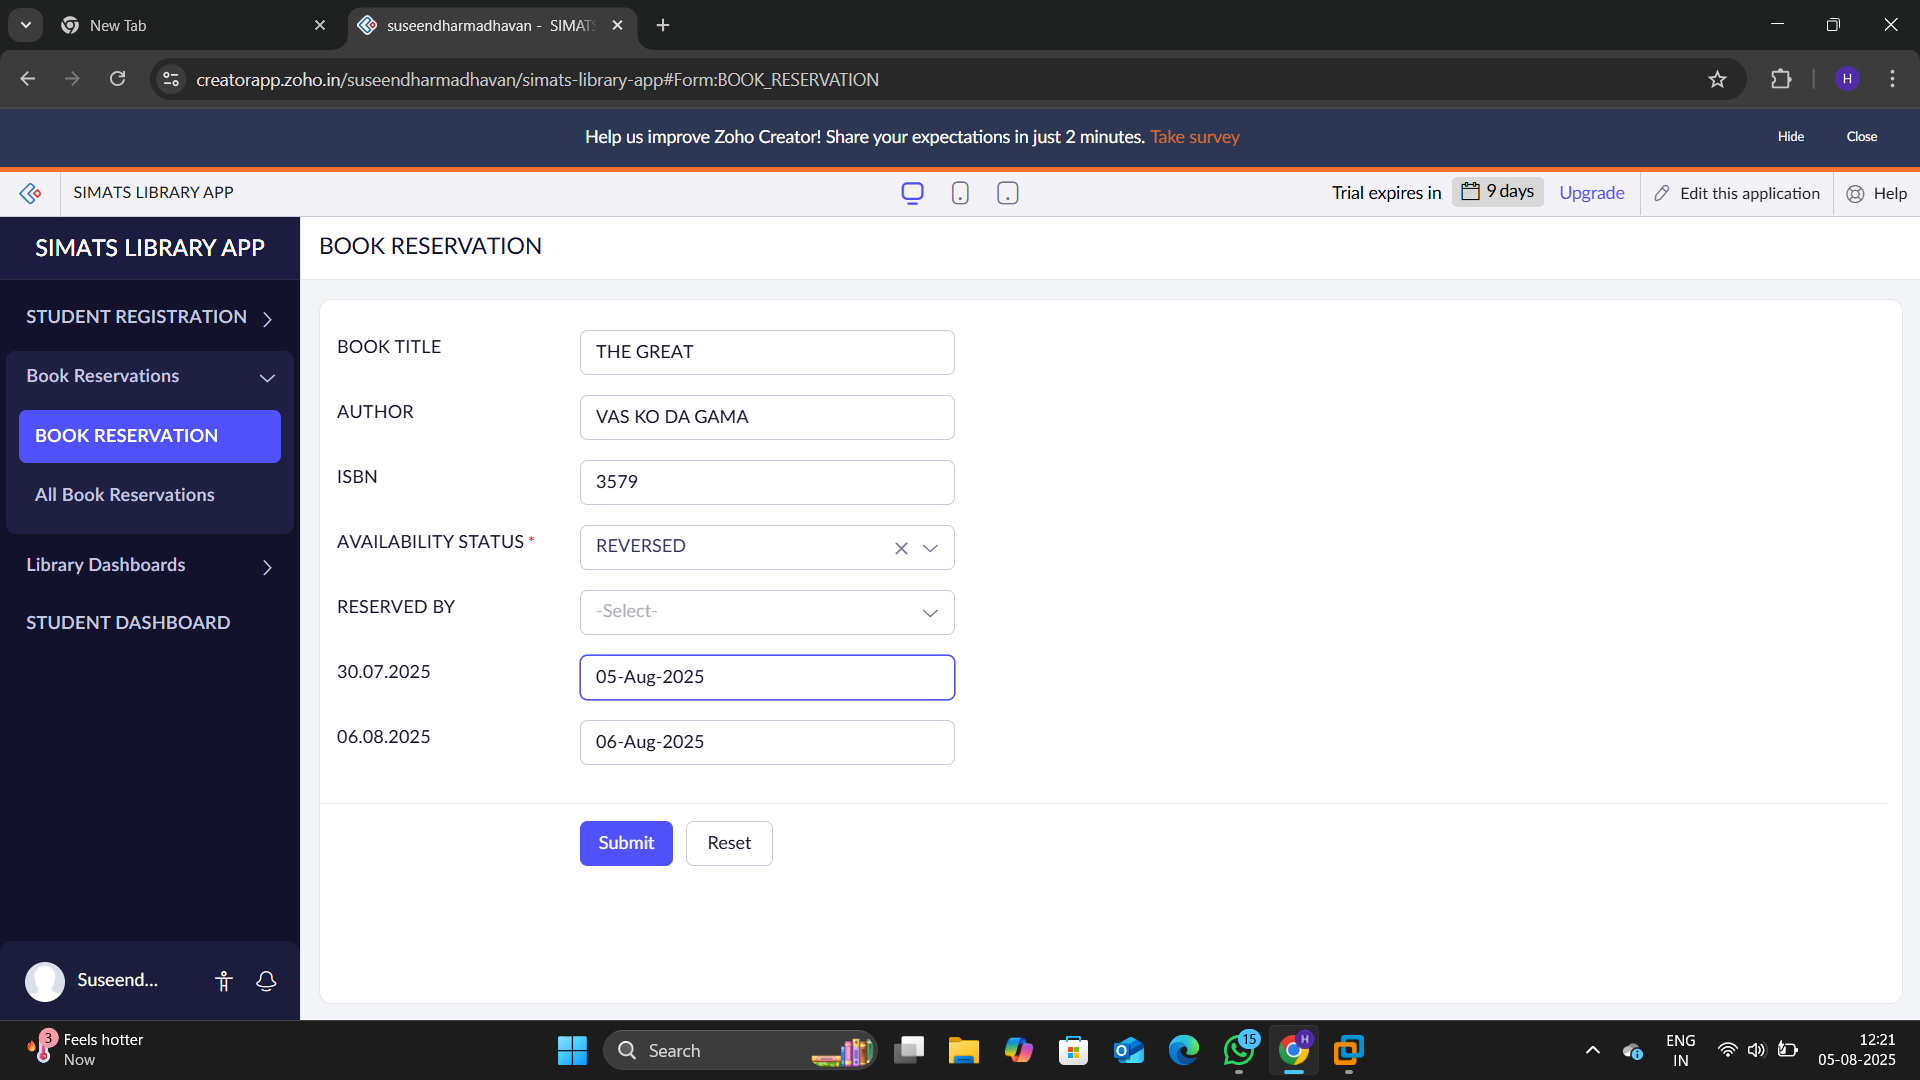 New Tab
suseendharmadhavan - SIMATS
creatorapp.zoho.in/suseendharmadhavan/simats-library-app#Form:BOOK_RESERVATION
H
Help us improve Zoho Creator! Share your expectations in just 2 minutes. Take survey
Hide
Close
SIMATS LIBRARY APP
Trial expires in
9 days
Upgrade
Edit this application
Help
SIMATS LIBRARY APP
STUDENT REGISTRATION
Book Reservations
BOOK RESERVATION
All Book Reservations
Library Dashboards
STUDENT DASHBOARD
Suseend...
BOOK RESERVATION
BOOK TITLE
THE GREAT
AUTHOR
VAS KO DA GAMA
ISBN
3579
AVAILABILITY STATUS *
REVERSED
RESERVED BY
-Select-
30.07.2025
05-Aug-2025
06.08.2025
06-Aug-2025
Submit
Reset
3
Feels hotter
Now
Search
15
H
ENG
IN
12:21
05-08-2025